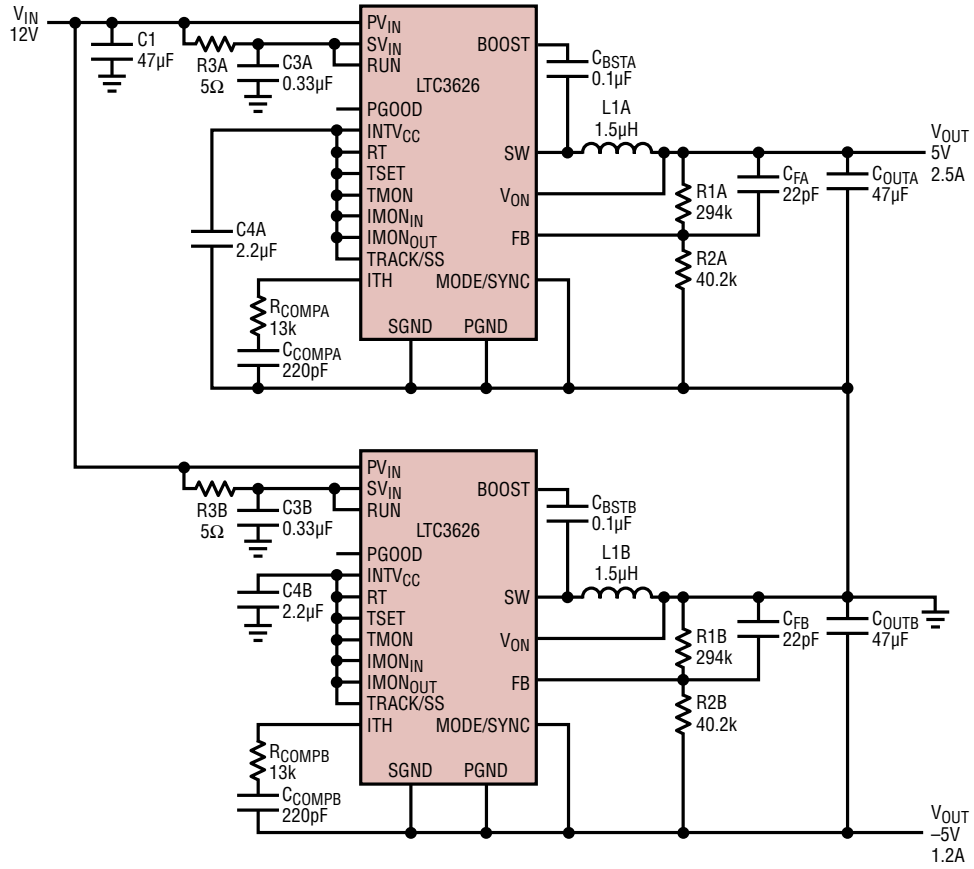 VIN
12V
C1
47µF
R3A
5Ω
C3A
0.33µF
PVIN
SVIN
RUN
LTC3626
PGOOD
INTVCC
RT
TSET
TMON
IMONIN
IMONOUT
TRACK/SS
ITH
BOOST
SW
VON
FB
MODE/SYNC
SGND
PGND
CBSTA
0.1µF
L1A
1.5µH
VOUT
5V
2.5A
R1A
294k
CFA
22pF
COUTA
47µF
R2A
40.2k
C4A
2.2µF
RCOMPA
13k
CCOMPA
220pF
R3B
5Ω
C3B
0.33µF
PVIN
SVIN
RUN
LTC3626
PGOOD
INTVCC
RT
TSET
TMON
IMONIN
IMONOUT
TRACK/SS
ITH
BOOST
SW
VON
FB
MODE/SYNC
SGND
PGND
CBSTB
0.1µF
L1B
1.5µH
R1B
294k
CFB
22pF
COUTB
47µF
R2B
40.2k
C4B
2.2µF
RCOMPB
13k
CCOMPB
220pF
VOUT
–5V
1.2A